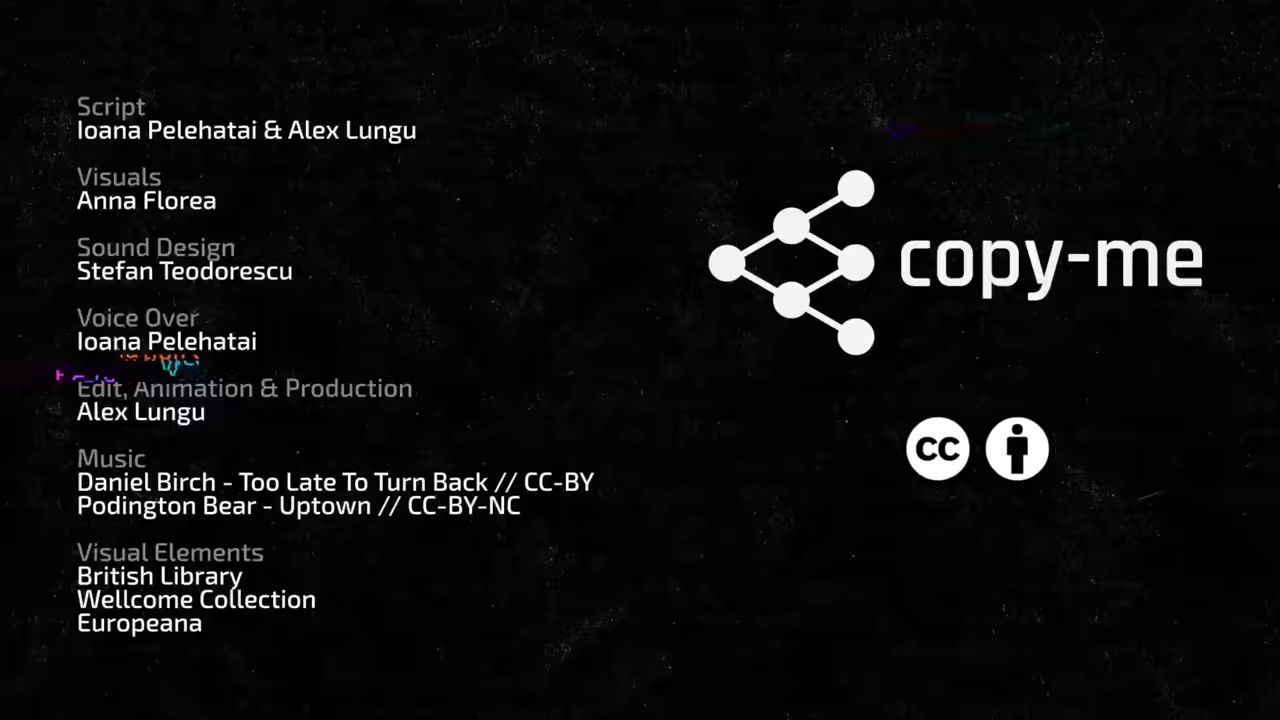 Script
Ioana Pelehatai & Alex Lungu
Visuals
Anna Florea
Sound Design
Stefan Teodorescu
Voice Over
Ioana Pelehatai
Edit, Animation & Production
Alex Lungu
Music
Daniel Birch - Too Late To Turn Back // CC-BY
Podington Bear - Uptown // CC-BY-NC
Visual Elements
British Library
Wellcome Collection
Europeana
copy-me
cc